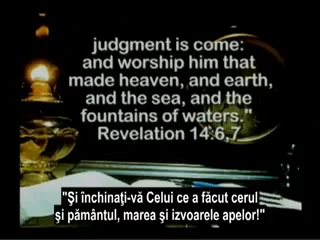 judgment is come:
and worship him that
made heaven, and earth,
and the sea, and the
fountains of waters."
Revelation 14:6,7
"Şi închinaţi-vă Celui ce a făcut cerul
şi pământul, marea şi izvoarele apelor!"